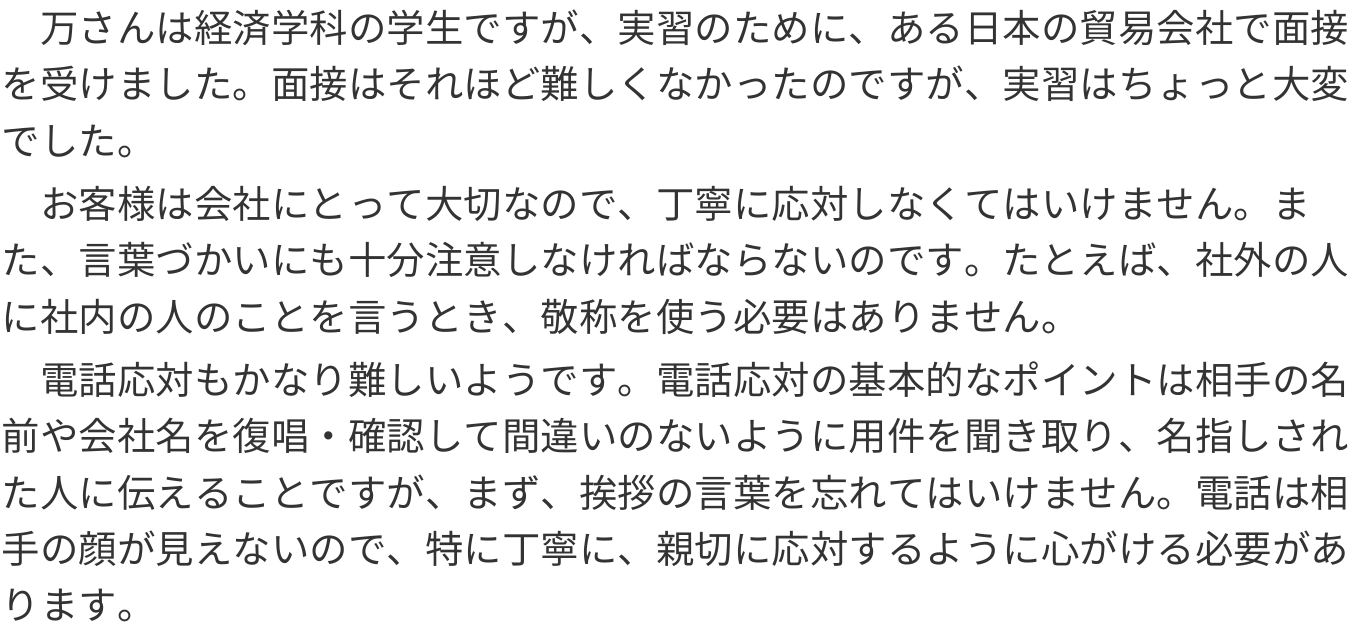 万さんは経済学科の学生ですが、実習のために、ある日本の貿易会社で面接
を受けました。面接はそれほど難しくなかったのですが、実習はちょっと大変
でした。
　お客様は会社にとって大切なので、丁寧に応対しなくてはいけません。ま
た、言葉づかいにも十分注意しなければならないのです。たとえば、社外の人
に社内の人のことを言うとき、敬称を使う必要はありません。
　電話応対もかなり難しいようです。電話応対の基本的なポイントは相手の名
前や会社名を復唱・確認して間違いのないように用件を聞き取り、名指しされ
た人に伝えることですが、まず、挨拶の言葉を忘れてはいけません。電話は相
手の顔が見えないので、特に丁寧に、親切に応対するように心がける必要があ
ります。